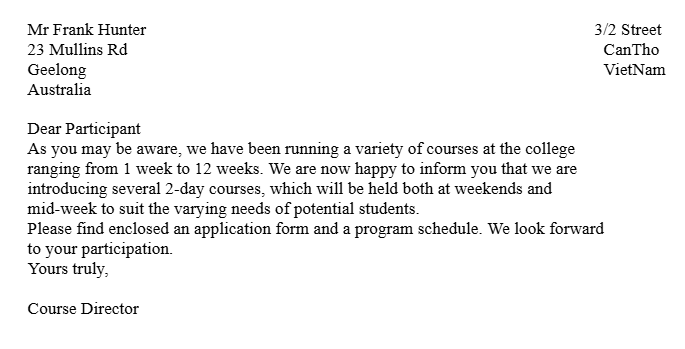 Mr Frank Hunter 3/2 Street
23 Mullins Rd CanTho
Geelong VietNam
Australia
Dear Participant
As you may be aware, we have been running a variety of courses at the college
ranging from 1 week to 12 weeks. We are now happy to inform you that we are
introducing several 2-day courses, which will be held both at weekends and
mid-week to suit the varying needs of potential students.
Please find enclosed an application form and a program schedule. We look forward
to your participation.
Yours truly,
Course Director